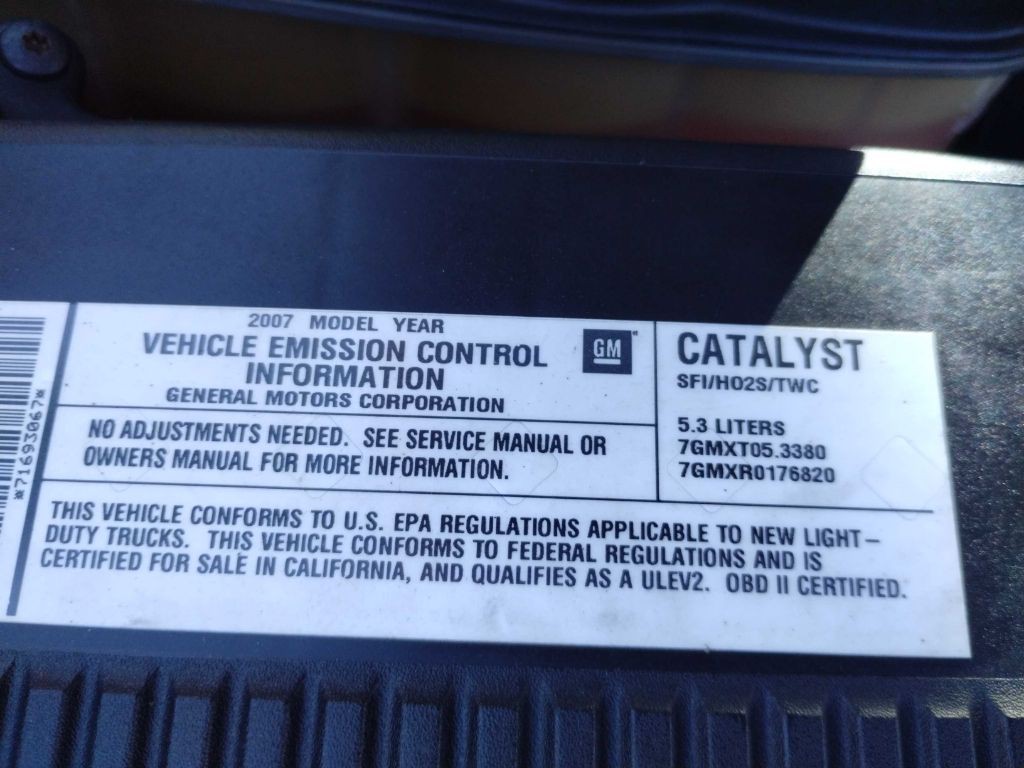 *71693067*
2007 MODEL YEAR
VEHICLE EMISSION CONTROL
INFORMATION
GENERAL MOTORS CORPORATION
GM
NO ADJUSTMENTS NEEDED. SEE SERVICE MANUAL OR
OWNERS MANUAL FOR MORE INFORMATION.
CATALYST
SFI/HO2S/TWC
5.3 LITERS
7GMXT05.3380
7GMXR0176820
THIS VEHICLE CONFORMS TO U.S. EPA REGULATIONS APPLICABLE TO NEW LIGHT-
DUTY TRUCKS. THIS VEHICLE CONFORMS TO FEDERAL REGULATIONS AND IS
CERTIFIED FOR SALE IN CALIFORNIA, AND QUALIFIES AS A ULEV2. OBD II CERTIFIED.